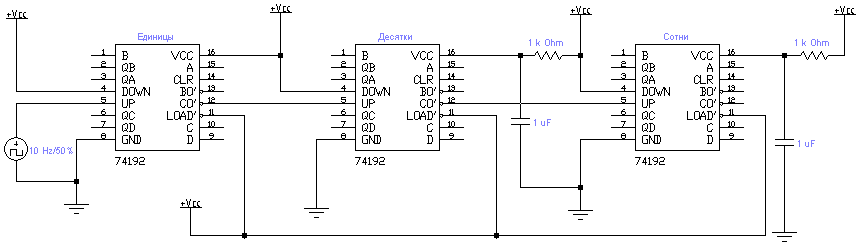 +Vcc
+Vcc
+Vcc
+Vcc
Единицы
Десятки
Сотни
1 k Ohm
1 k Ohm
1 B VCC 16
2 QB A 15
3 QA CLR 14
4 DOWN BO' 13
5 UP CO' 12
6 QC LOAD' 11
7 QD C 10
8 GND D 9
74192
1 B VCC 16
2 QB A 15
3 QA CLR 14
4 DOWN BO' 13
5 UP CO' 12
6 QC LOAD' 11
7 QD C 10
8 GND D 9
74192
1 B VCC 16
2 QB A 15
3 QA CLR 14
4 DOWN BO' 13
5 UP CO' 12
6 QC LOAD' 11
7 QD C 10
8 GND D 9
74192
10 Hz/50%
1 uF
1 uF
+Vcc